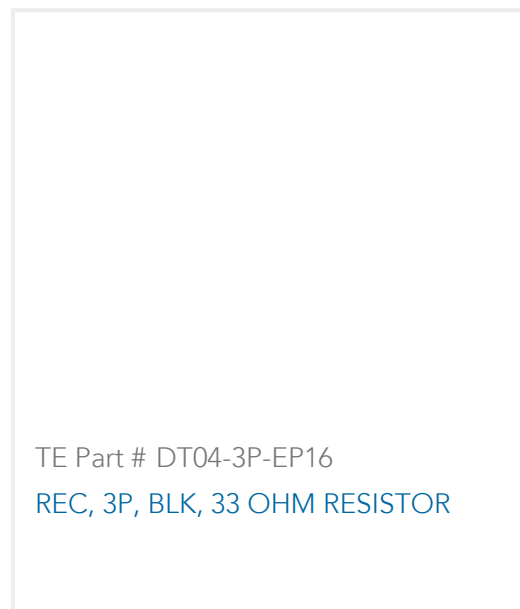 TE Part # DT04-3P-EP16
REC, 3P, BLK, 33 OHM RESISTOR